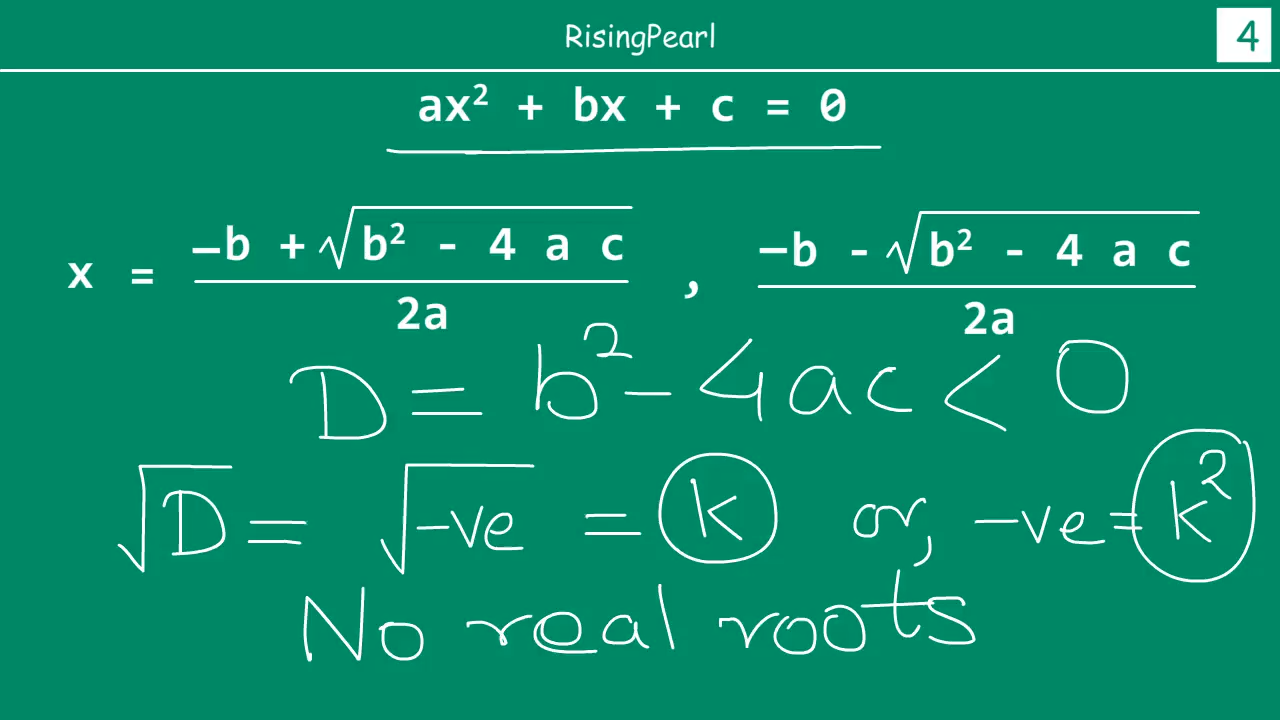 RisingPearl
4
ax² + bx + c = 0
x = (–b + √(b² - 4 a c))/2a , (–b - √(b² - 4 a c))/2a
D = b² - 4ac < 0
√D = √-ve = k or, -ve = k²
No real roots